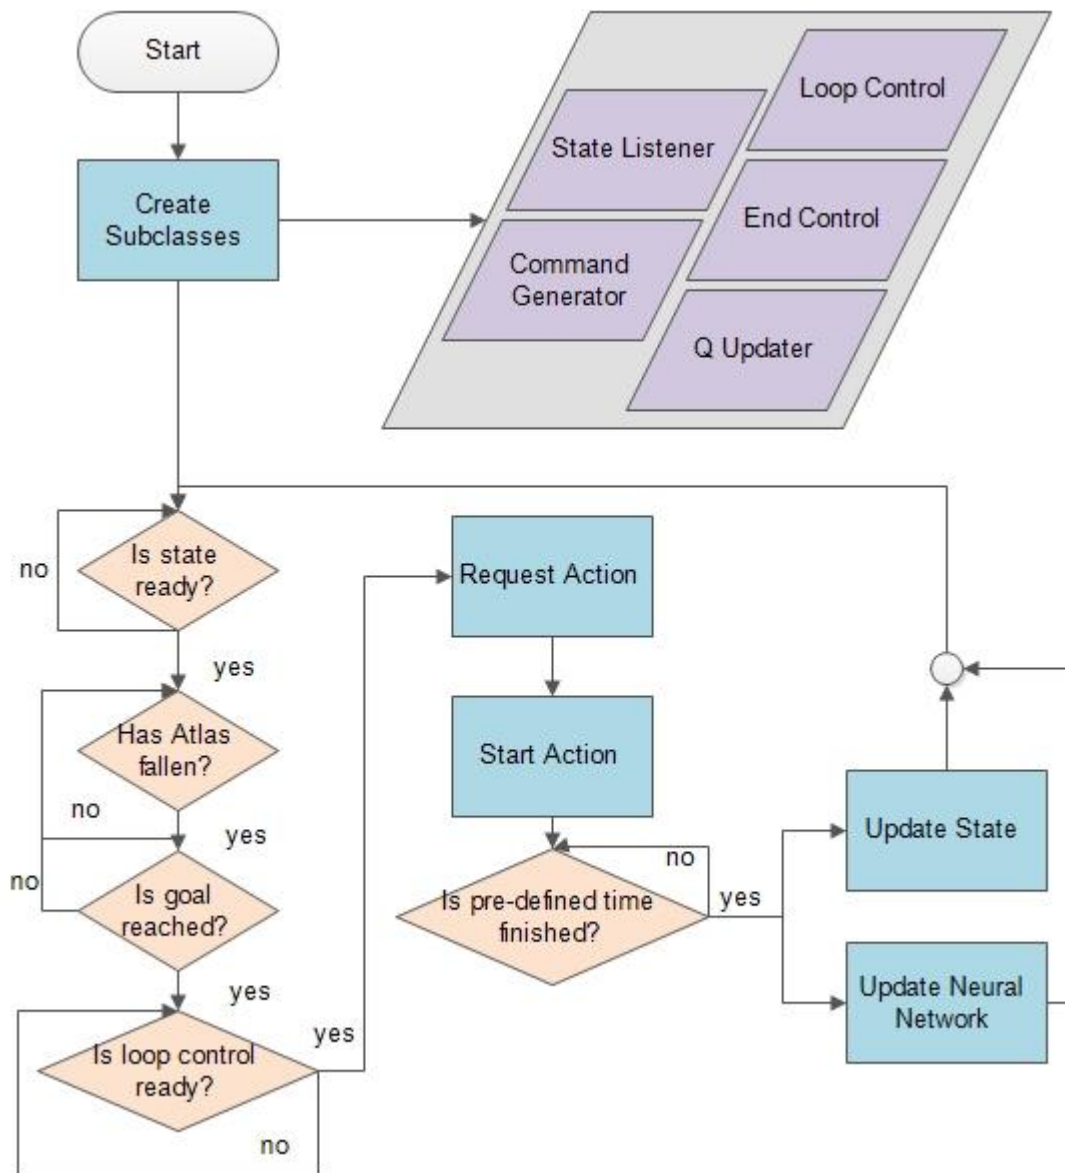 Start
Create
Subclasses
State Listener
Loop Control
End Control
Command
Generator
Q Updater
Is state
ready?
no
yes
Has Atlas
fallen?
no
yes
Is goal
reached?
no
yes
Is loop control
ready?
yes
no
Request Action
Start Action
Is pre-defined time
finished?
no
yes
Update State
Update Neural
Network